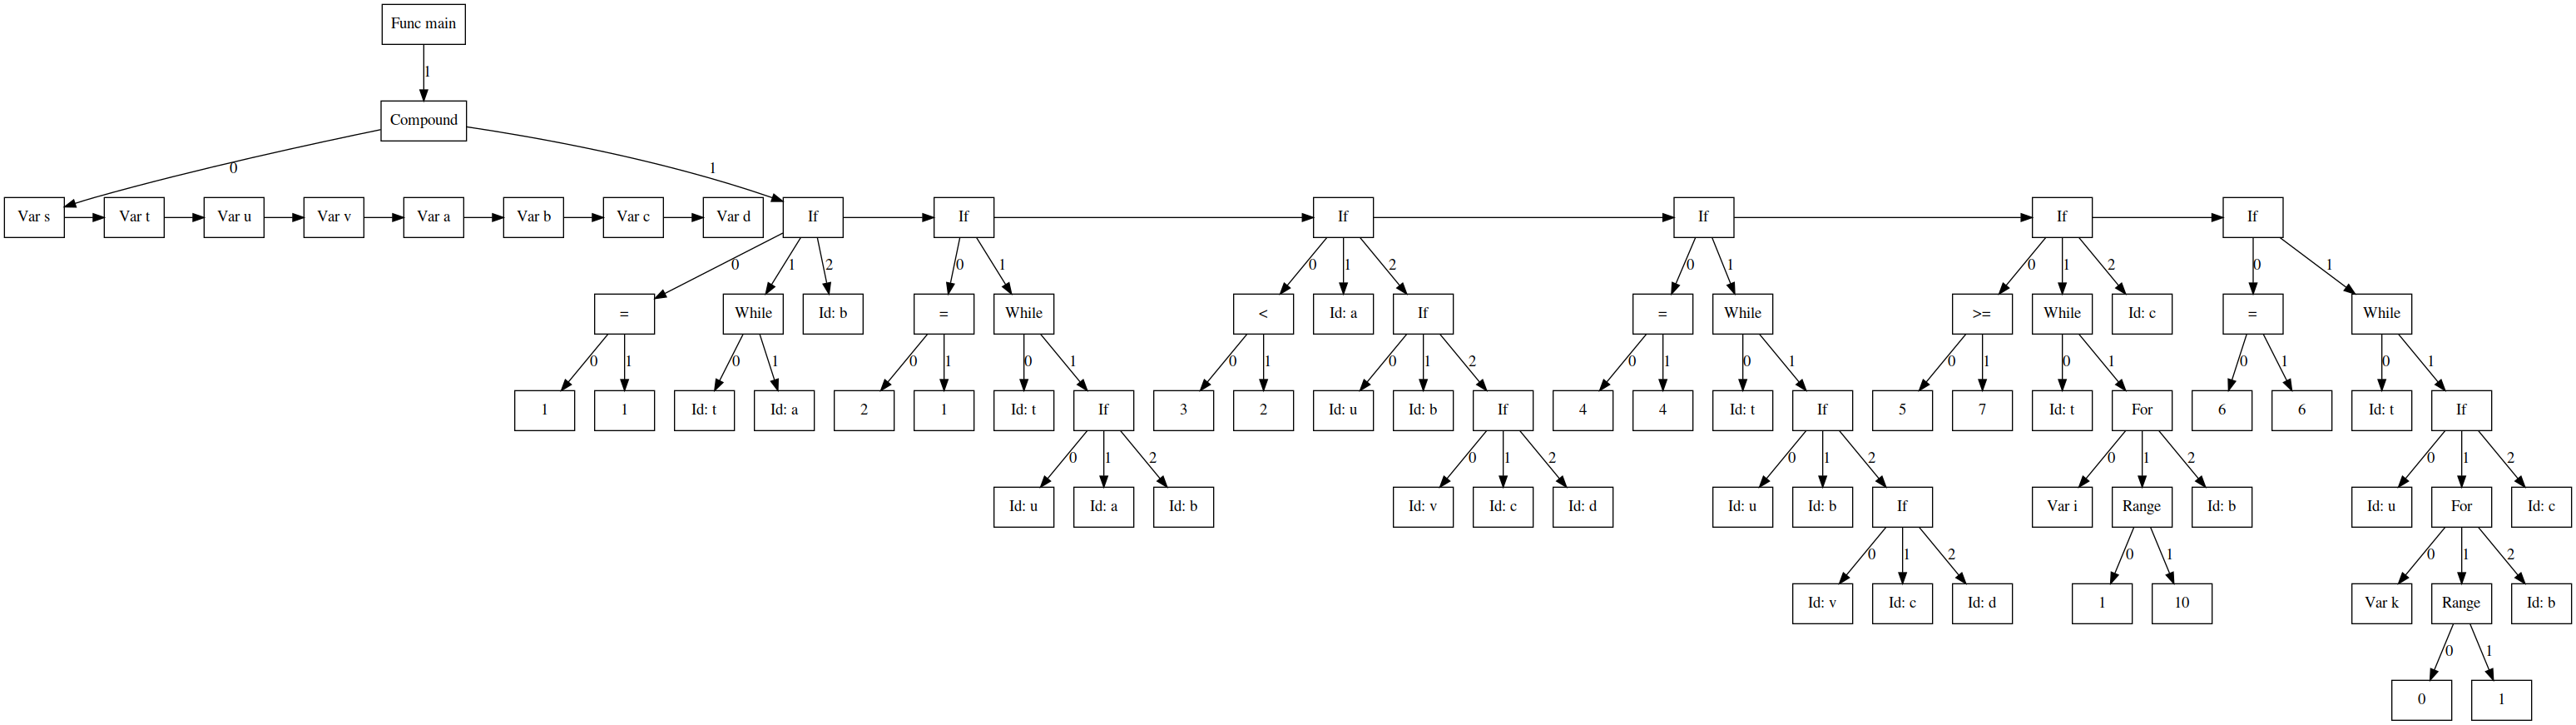 Func main
1
Compound
0 1
Var s Var t Var u Var v Var a Var b Var c Var d If If If If If If
0 1 2 0 1 0 1 2 0 1 0 1 2 0 1
= While Id: b = While < Id: a If = While >= While Id: c = While
0 1 0 1 0 1 0 1 0 1 0 1 2 0 1 0 1 0 1 0 1 0 1 0 1
1 1 Id: t Id: a 2 1 Id: t If 3 2 Id: u Id: b If 4 4 Id: t If 5 7 Id: t For 6 6 Id: t If
0 1 2 0 1 2 0 1 2 0 1 2 0 1 2
Id: u Id: a Id: b Id: v Id: c Id: d Id: u Id: b If Var i Range Id: b Id: u For Id: c
0 1 2 0 1 0 1 2
Id: v Id: c Id: d 1 10 Var k Range Id: b
0 1
0 1